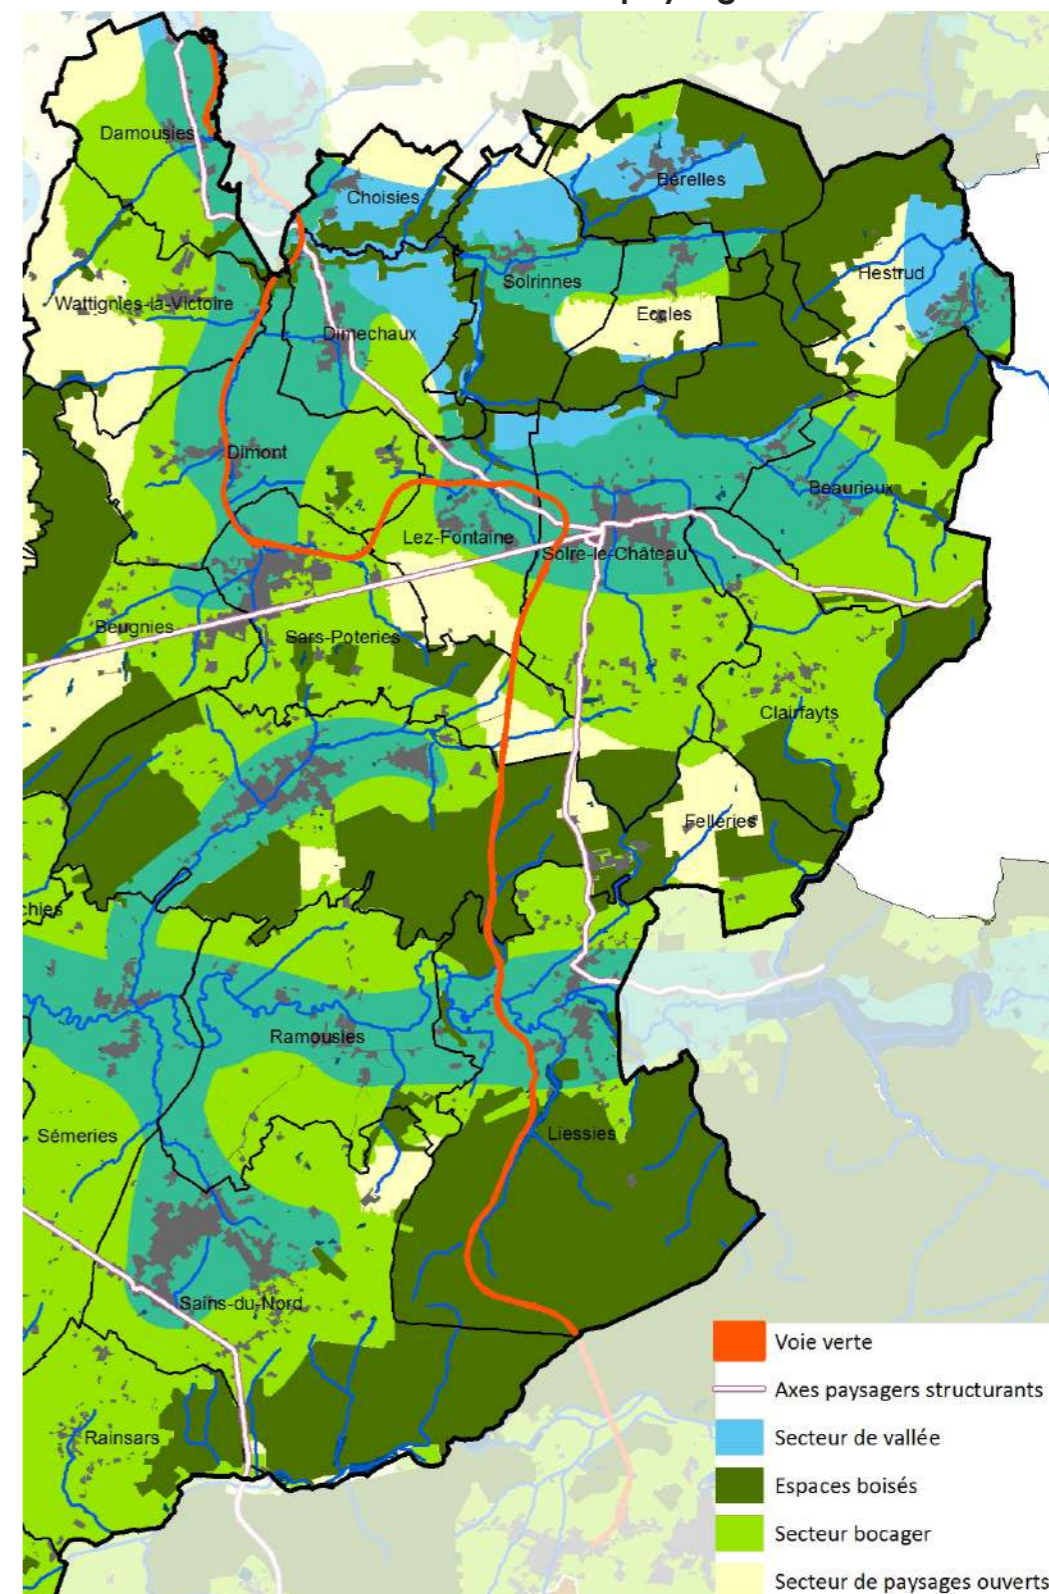 Damousies
Choisies
Bérelles
Hestrud
Solrinnes
Wattignies-la-Victoire
Eccles
Dimechaux
Dimont
Beaurieux
Lez-Fontaine
Solre-le-Château
Beugnies
Sars-Poteries
Clairfayts
Felleries
chies
Ramousies
Liessies
Sémeries
Sains-du-Nord
Rainsars
Voie verte
Axes paysagers structurants
Secteur de vallée
Espaces boisés
Secteur bocager
Secteur de paysages ouverts